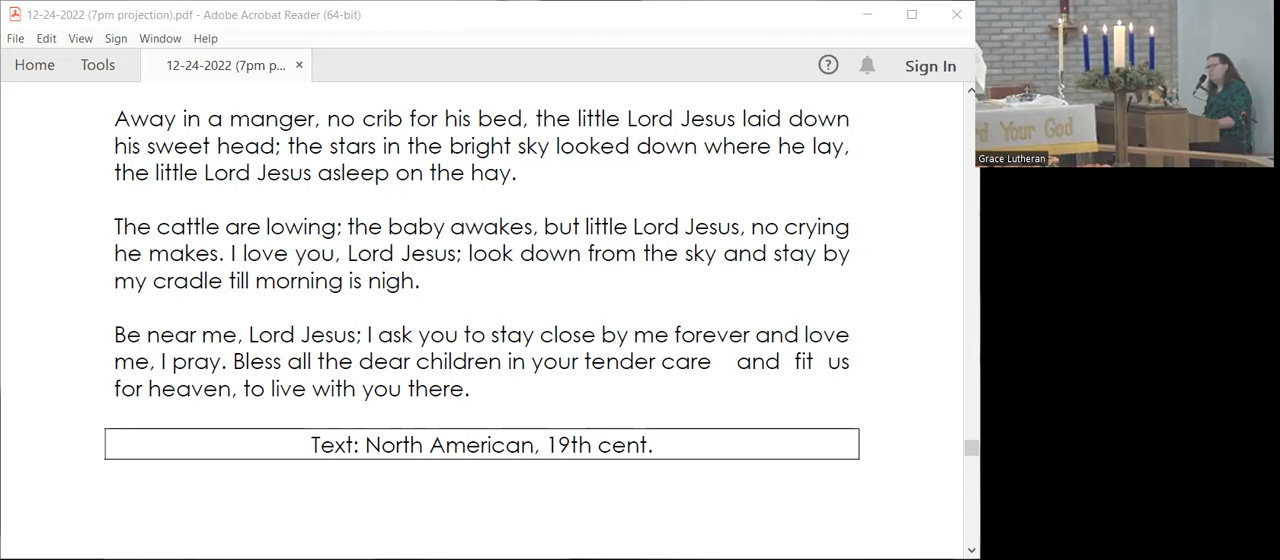 12-24-2022 (7pm projection).pdf - Adobe Acrobat Reader (64-bit)
File Edit View Sign Window Help
Home Tools 12-24-2022 (7pm p... × Sign In
Away in a manger, no crib for his bed, the little Lord Jesus laid down
his sweet head; the stars in the bright sky looked down where he lay,
the little Lord Jesus asleep on the hay.
The cattle are lowing; the baby awakes, but little Lord Jesus, no crying
he makes. I love you, Lord Jesus; look down from the sky and stay by
my cradle till morning is nigh.
Be near me, Lord Jesus; I ask you to stay close by me forever and love
me, I pray. Bless all the dear children in your tender care and fit us
for heaven, to live with you there.
Text: North American, 19th cent.
Your God
Grace Lutheran